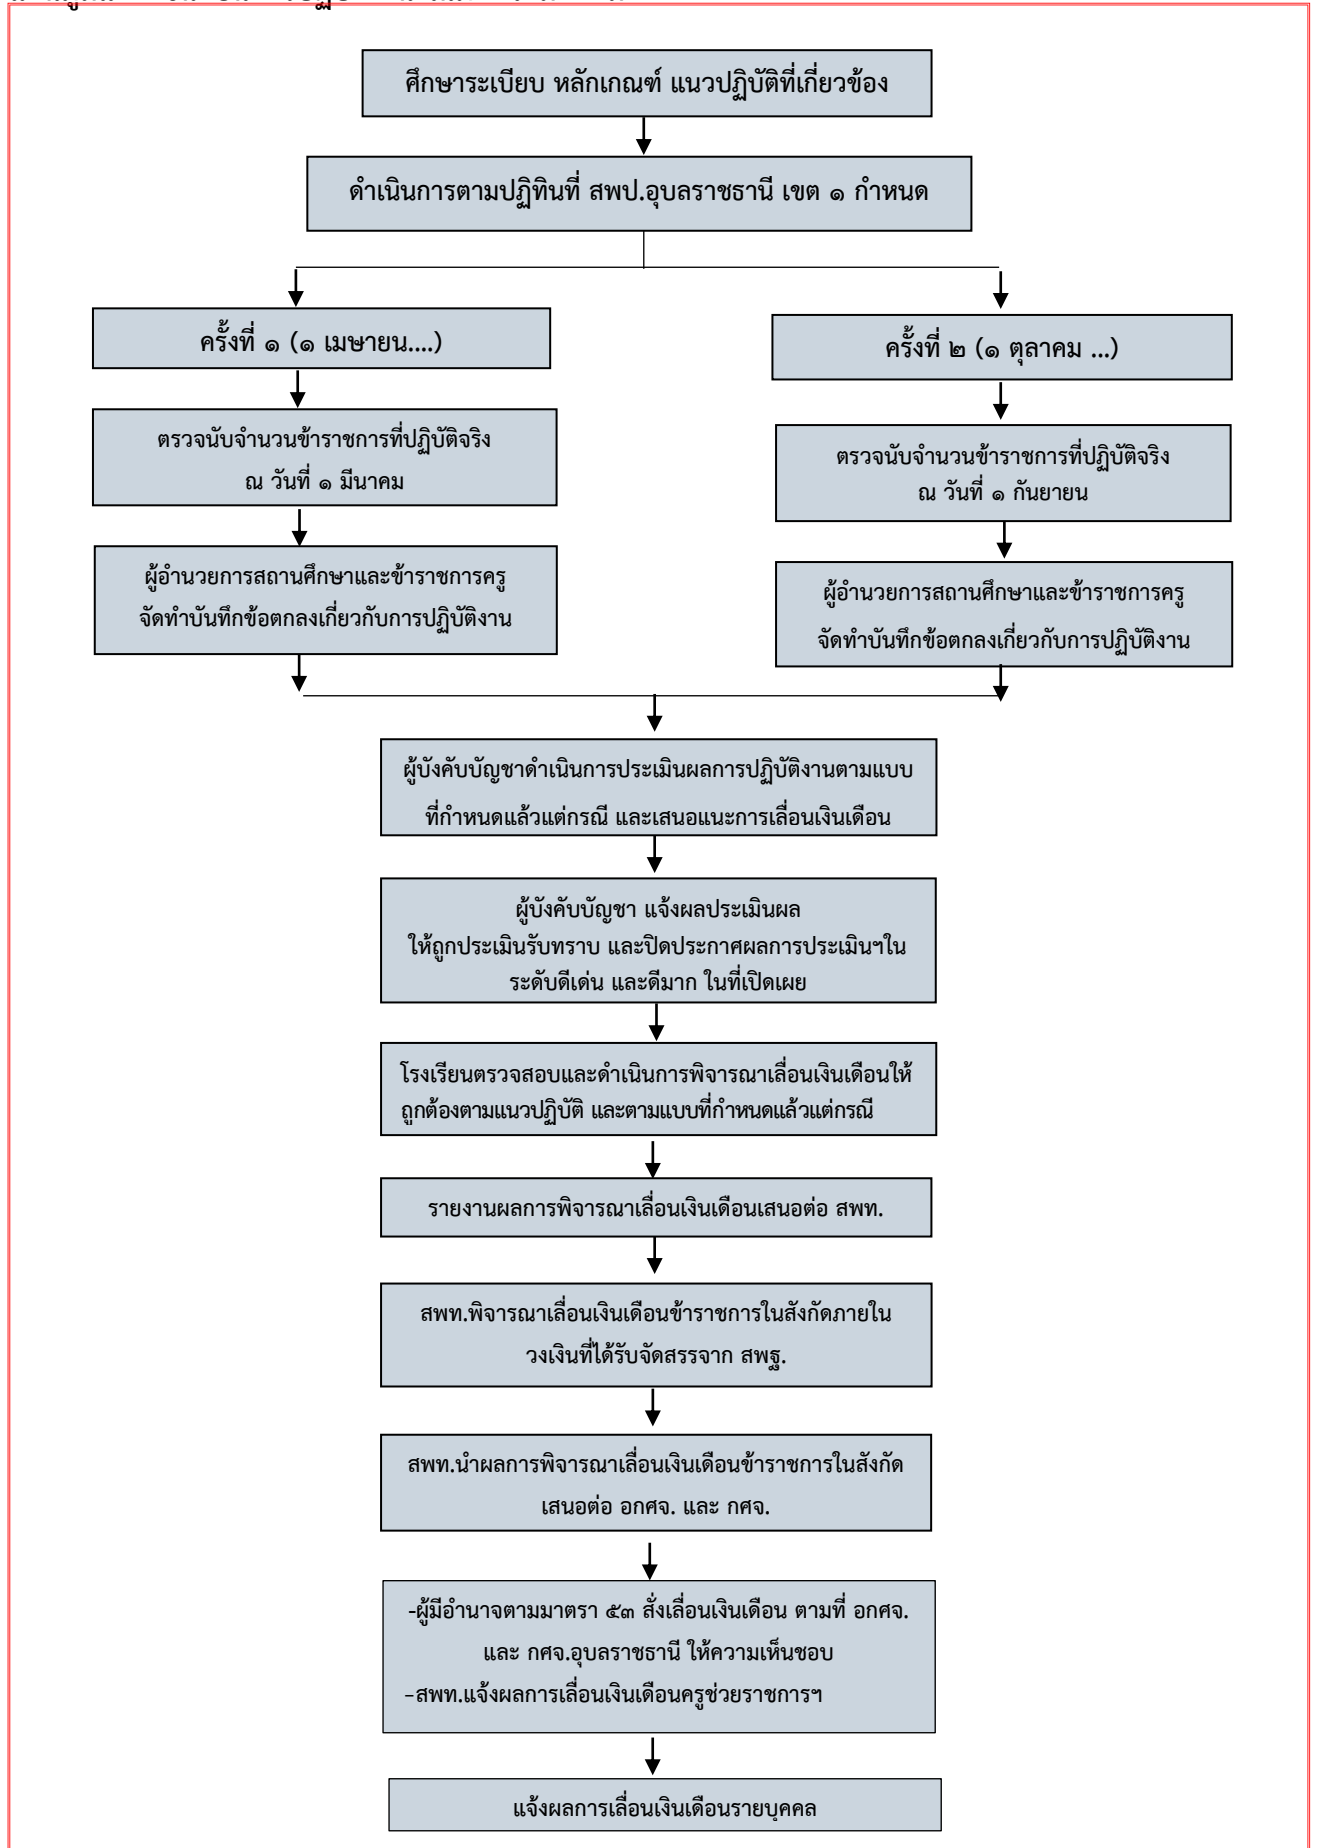 ศึกษาระเบียบ หลักเกณฑ์ แนวปฏิบัติที่เกี่ยวข้อง
ดำเนินการตามปฏิทินที่ สพป.อุบลราชธานี เขต ๑ กำหนด
ครั้งที่ ๑ (๑ เมษายน....)
ตรวจนับจำนวนข้าราชการที่ปฏิบัติจริง
ณ วันที่ ๑ มีนาคม
ผู้อำนวยการสถานศึกษาและข้าราชการครู
จัดทำบันทึกข้อตกลงเกี่ยวกับการปฏิบัติงาน
ครั้งที่ ๒ (๑ ตุลาคม ...)
ตรวจนับจำนวนข้าราชการที่ปฏิบัติจริง
ณ วันที่ ๑ กันยายน
ผู้อำนวยการสถานศึกษาและข้าราชการครู
จัดทำบันทึกข้อตกลงเกี่ยวกับการปฏิบัติงาน
ผู้บังคับบัญชาดำเนินการประเมินผลการปฏิบัติงานตามแบบ
ที่กำหนดแล้วแต่กรณี และเสนอแนะการเลื่อนเงินเดือน
ผู้บังคับบัญชา แจ้งผลประเมินผล
ให้ถูกประเมินรับทราบ และปิดประกาศผลการประเมินฯใน
ระดับดีเด่น และดีมาก ในที่เปิดเผย
โรงเรียนตรวจสอบและดำเนินการพิจารณาเลื่อนเงินเดือนให้
ถูกต้องตามแนวปฏิบัติ และตามแบบที่กำหนดแล้วแต่กรณี
รายงานผลการพิจารณาเลื่อนเงินเดือนเสนอต่อ สพท.
สพท.พิจารณาเลื่อนเงินเดือนข้าราชการในสังกัดภายใน
วงเงินที่ได้รับจัดสรรจาก สพฐ.
สพท.นำผลการพิจารณาเลื่อนเงินเดือนข้าราชการในสังกัด
เสนอต่อ อกศจ. และ กศจ.
-ผู้มีอำนาจตามมาตรา ๕๓ สั่งเลื่อนเงินเดือน ตามที่ อกศจ.
และ กศจ.อุบลราชธานี ให้ความเห็นชอบ
-สพท.แจ้งผลการเลื่อนเงินเดือนครูช่วยราชการฯ
แจ้งผลการเลื่อนเงินเดือนรายบุคคล